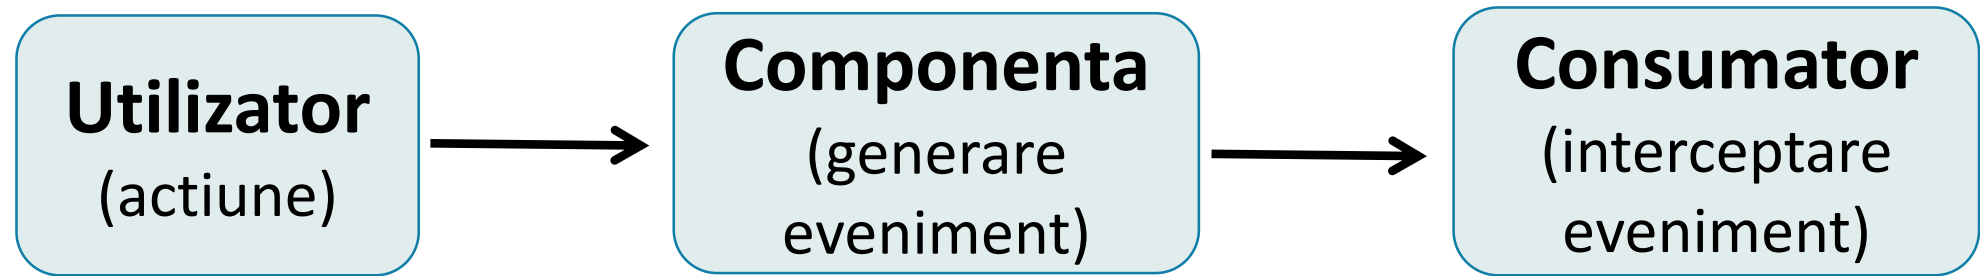 Utilizator
(actiune)
Componenta
(generare
eveniment)
Consumator
(interceptare
eveniment)